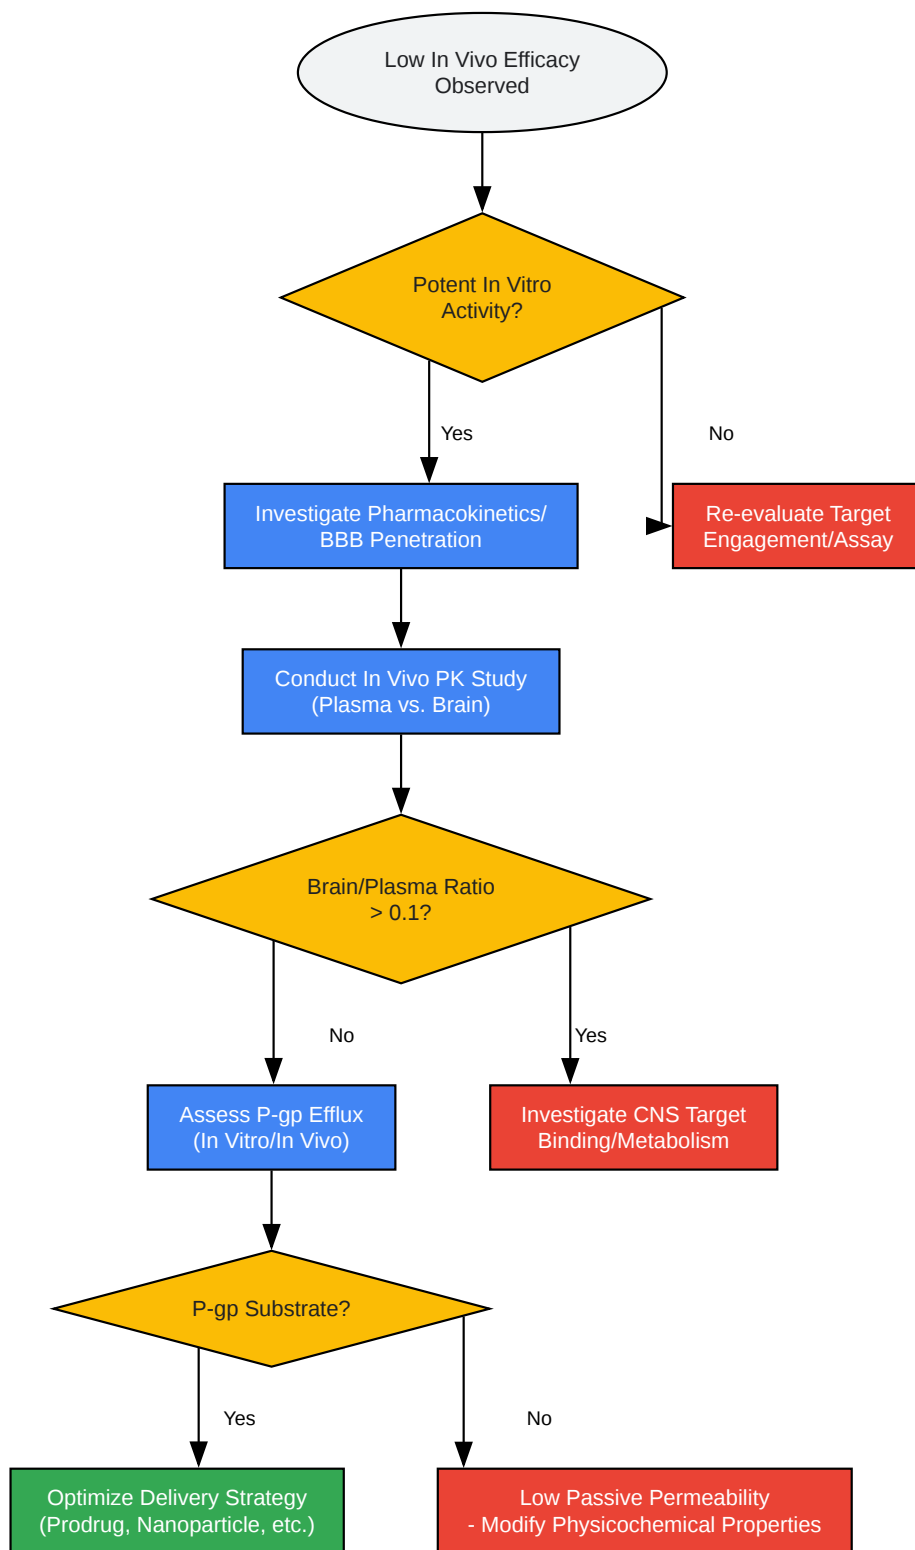 Low In Vivo Efficacy
Observed
Potent In Vitro
Activity?
Yes
No
Investigate Pharmacokinetics/
BBB Penetration
Re-evaluate Target
Engagement/Assay
Conduct In Vivo PK Study
(Plasma vs. Brain)
Brain/Plasma Ratio
> 0.1?
No
Yes
Assess P-gp Efflux
(In Vitro/In Vivo)
Investigate CNS Target
Binding/Metabolism
P-gp Substrate?
Yes
No
Optimize Delivery Strategy
(Prodrug, Nanoparticle, etc.)
Low Passive Permeability
- Modify Physicochemical Properties